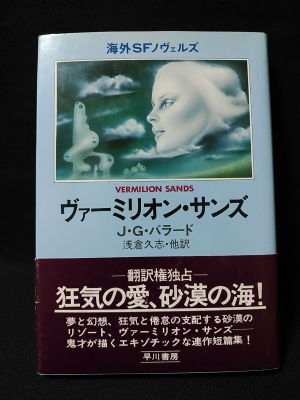 海外SFノヴェルズ
VERMILION SANDS
ヴァーミリオン・サンズ
J・G・バラード
浅倉久志・他訳
―翻訳権独占―
狂気の愛、砂漠の海!
夢と幻想、狂気と倦怠の支配する砂漠の
リゾート、ヴァーミリオン・サンズ――
鬼才が描くエキゾチックな連作短篇集!
早川書房